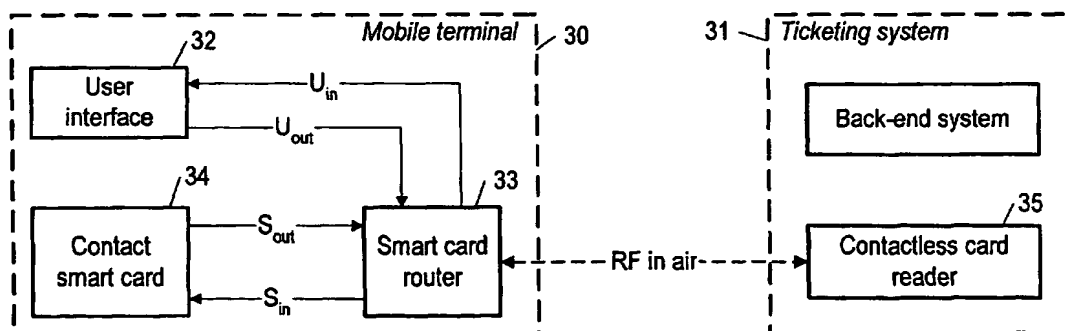 Mobile terminal
30
31
Ticketing system
32
User
interface
U_in
U_out
Back-end system
34
33
35
Contact
smart card
S_out
S_in
Smart card
router
RF in air
Contactless card
reader